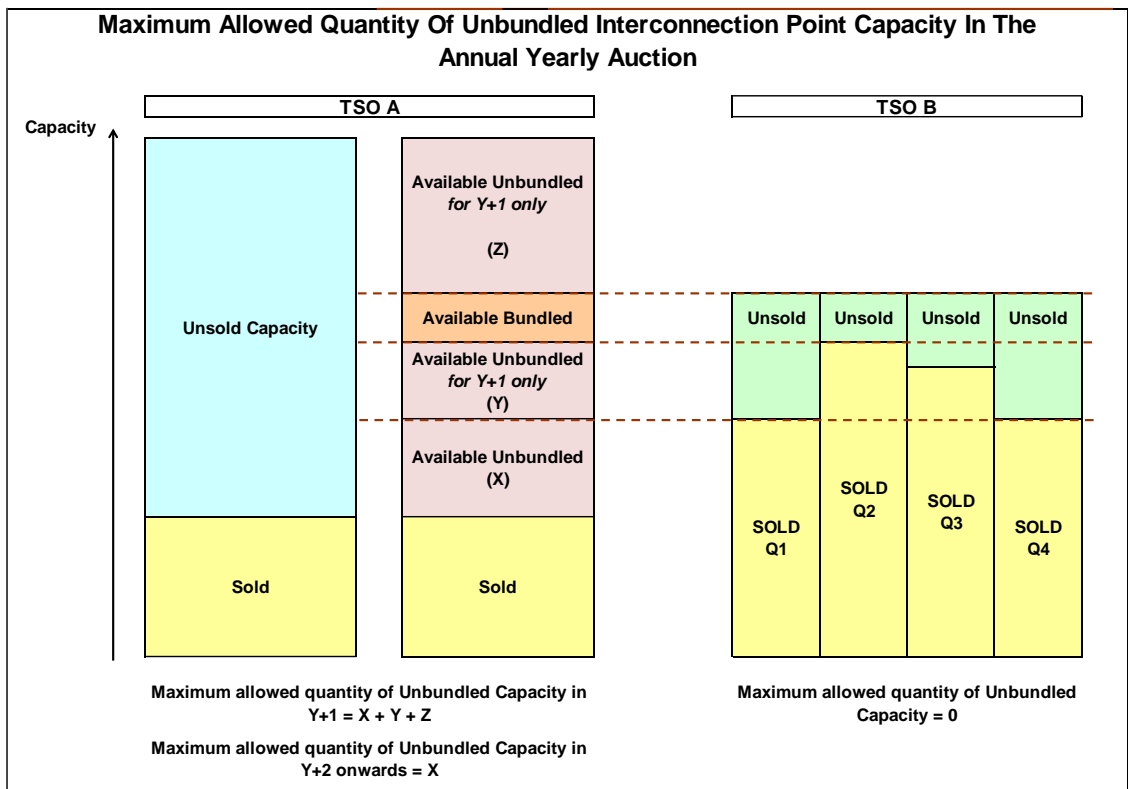 Maximum Allowed Quantity Of Unbundled Interconnection Point Capacity In The
Annual Yearly Auction
TSO A
TSO B
Capacity
Unsold Capacity
Sold
Available Unbundled
for Y+1 only
(Z)
Available Bundled
Available Unbundled
for Y+1 only
(Y)
Available Unbundled
(X)
Sold
Unsold
Unsold
Unsold
Unsold
SOLD
Q1
SOLD
Q2
SOLD
Q3
SOLD
Q4
Maximum allowed quantity of Unbundled Capacity in
Y+1 = X + Y + Z
Maximum allowed quantity of Unbundled Capacity in
Y+2 onwards = X
Maximum allowed quantity of Unbundled
Capacity = 0